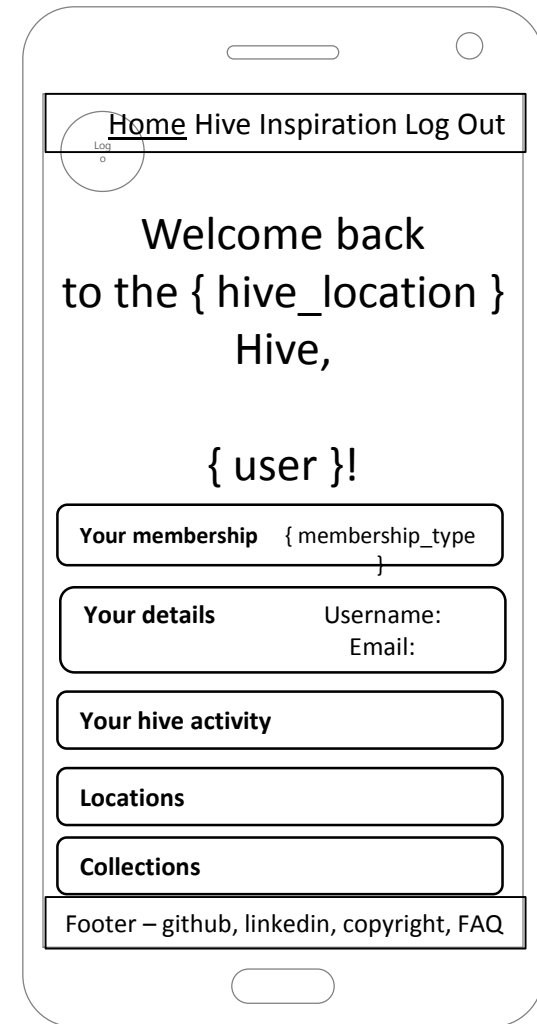 Home Hive Inspiration Log Out
Log
o
Welcome back
to the { hive_location }
Hive,
{ user }!
Your membership { membership_type
}
Your details Username:
Email:
Your hive activity
Locations
Collections
Footer – github, linkedin, copyright, FAQ